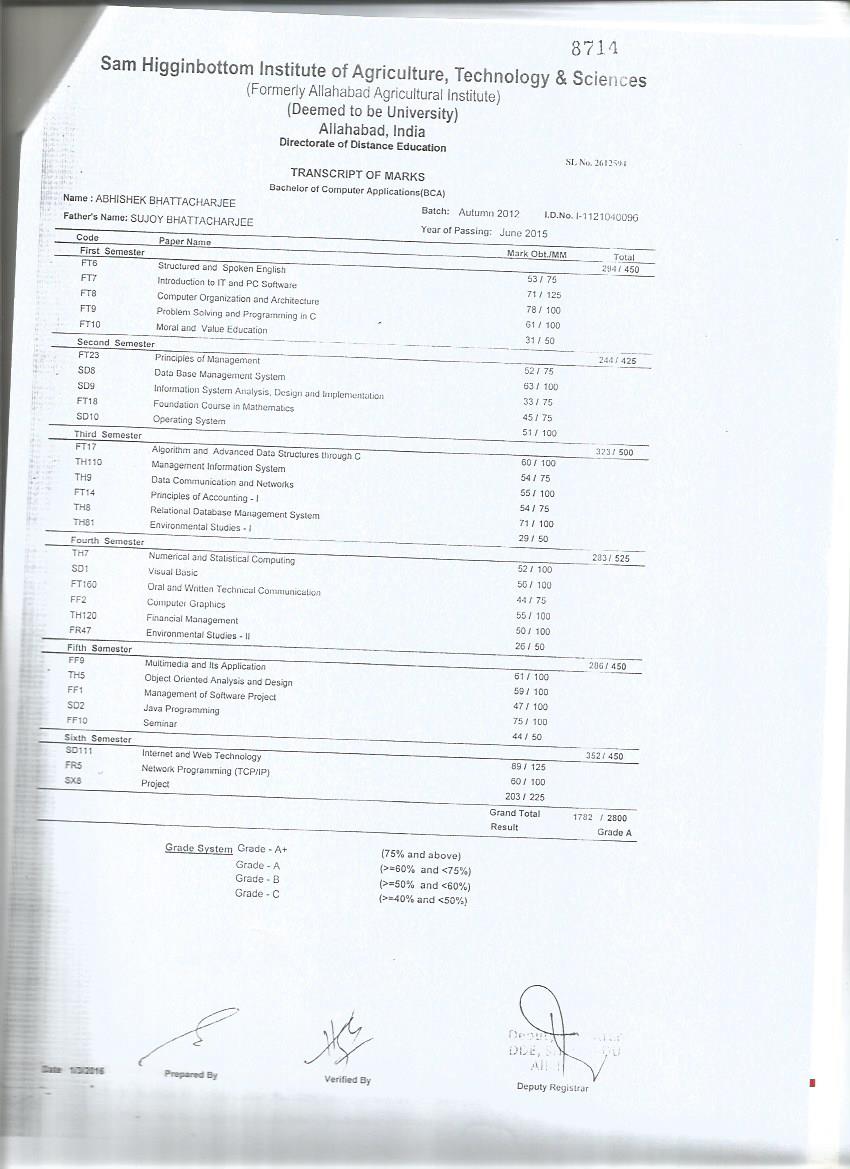 8714
Sam Higginbottom Institute of Agriculture, Technology & Sciences
(Formerly Allahabad Agricultural Institute)
(Deemed to be University)
Allahabad, India
Directorate of Distance Education
SL No. 2612594
TRANSCRIPT OF MARKS
Bachelor of Computer Applications(BCA)
Name : ABHISHEK BHATTACHARJEE
Batch: Autumn 2012 I.D.No. I-1121040096
Father's Name: SUJOY BHATTACHARJEE
Year of Passing: June 2015
Code Paper Name Mark Obt./MM Total
First Semester 294 / 450
FT6 Structured and Spoken English 53 / 75
FT7 Introduction to IT and PC Software 71 / 125
FT8 Computer Organization and Architecture 78 / 100
FT9 Problem Solving and Programming in C 61 / 100
FT10 Moral and Value Education 31 / 50
Second Semester 244 / 425
FT23 Principles of Management 52 / 75
SD8 Data Base Management System 63 / 100
SD9 Information System Analysis, Design and Implementation 33 / 75
FT18 Foundation Course in Mathematics 45 / 75
SD10 Operating System 51 / 100
Third Semester 323 / 500
FT17 Algorithm and Advanced Data Structures through C 60 / 100
TH110 Management Information System 54 / 75
TH9 Data Communication and Networks 55 / 100
FT14 Principles of Accounting - I 54 / 75
TH8 Relational Database Management System 71 / 100
TH81 Environmental Studies - I 29 / 50
Fourth Semester 283 / 525
TH7 Numerical and Statistical Computing 52 / 100
SD1 Visual Basic 56 / 100
FT160 Oral and Written Technical Communication 44 / 75
FF2 Computer Graphics 55 / 100
TH120 Financial Management 50 / 100
FR47 Environmental Studies - II 26 / 50
Fifth Semester 286 / 450
FF9 Multimedia and Its Application 61 / 100
TH5 Object Oriented Analysis and Design 59 / 100
FF1 Management of Software Project 47 / 100
SD2 Java Programming 75 / 100
FF10 Seminar 44 / 50
Sixth Semester 352 / 450
SD111 Internet and Web Technology 89 / 125
FR5 Network Programming (TCP/IP) 60 / 100
SX8 Project 203 / 225
Grand Total 1782 / 2800
Result Grade A
Grade System Grade - A+ (75% and above)
Grade - A (>=60% and <75%)
Grade - B (>=50% and <60%)
Grade - C (>=40% and <50%)
Date 1/3/2016
Prepared By
Verified By
DDE,
Deputy Registrar